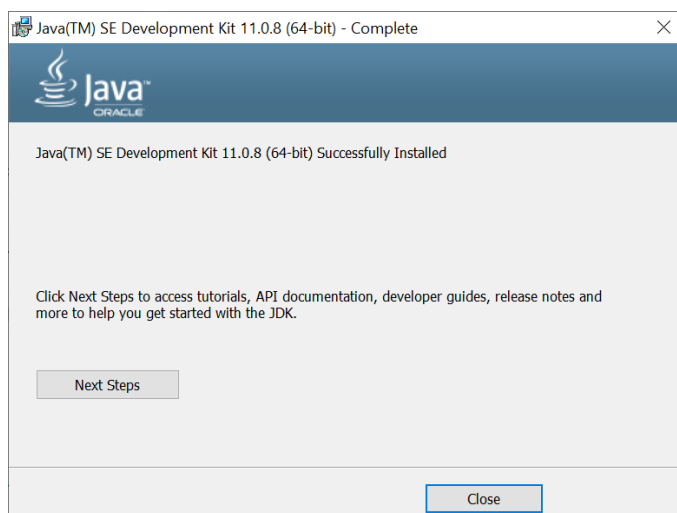 Java(TM) SE Development Kit 11.0.8 (64-bit) - Complete
Java™
ORACLE
Java(TM) SE Development Kit 11.0.8 (64-bit) Successfully Installed
Click Next Steps to access tutorials, API documentation, developer guides, release notes and
more to help you get started with the JDK.
Next Steps
Close